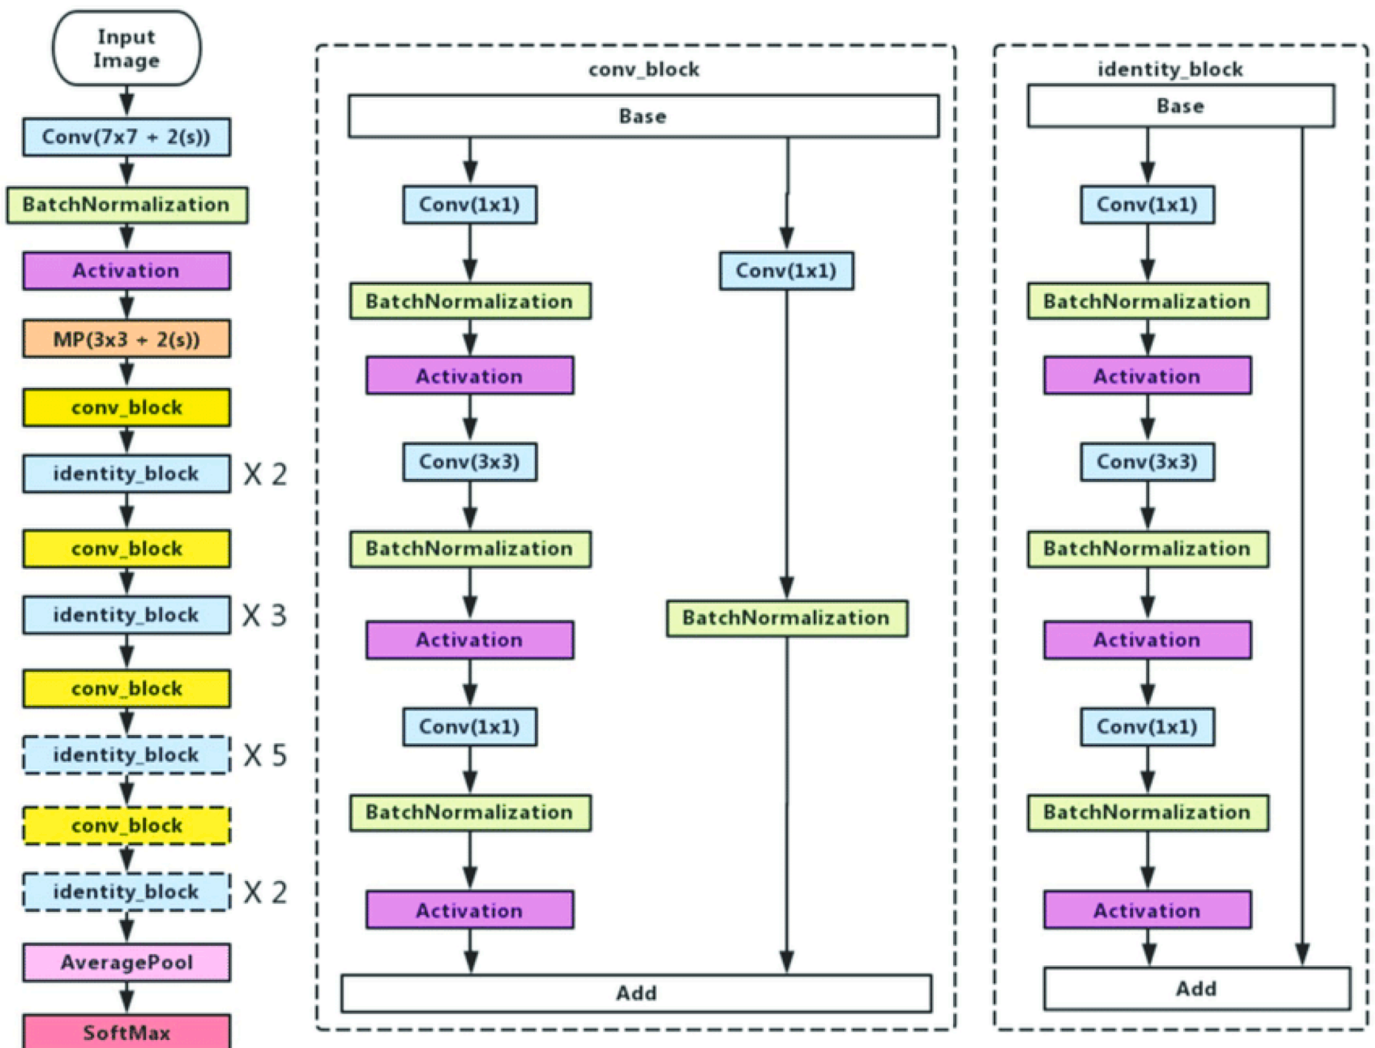 Input
Image
Conv(7x7 + 2(s))
BatchNormalization
Activation
MP(3x3 + 2(s))
conv_block
identity_block X 2
conv_block
identity_block X 3
conv_block
identity_block X 5
conv_block
identity_block X 2
AveragePool
SoftMax
conv_block
Base
Conv(1x1)
BatchNormalization
Activation
Conv(3x3)
BatchNormalization
Activation
Conv(1x1)
BatchNormalization
Activation
Conv(1x1)
BatchNormalization
Add
identity_block
Base
Conv(1x1)
BatchNormalization
Activation
Conv(3x3)
BatchNormalization
Activation
Conv(1x1)
BatchNormalization
Activation
Add